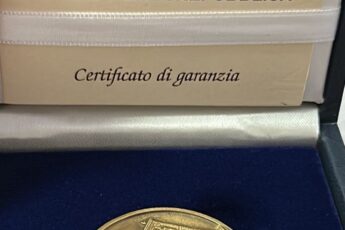 Certificato di garanzia